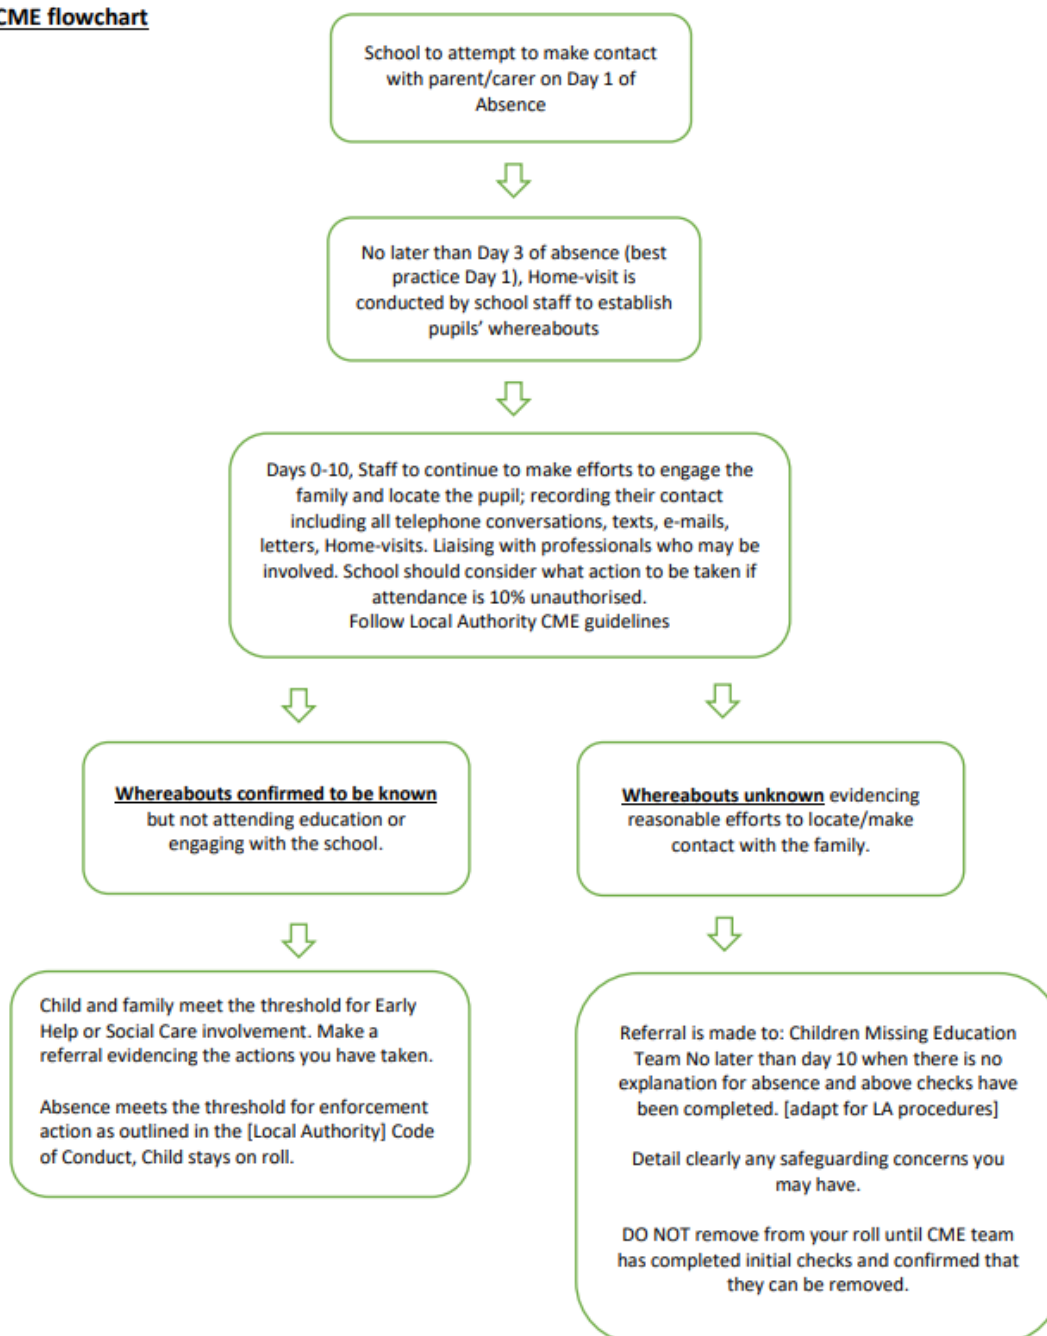 CME flowchart
School to attempt to make contact
with parent/carer on Day 1 of
Absence
No later than Day 3 of absence (best
practice Day 1), Home-visit is
conducted by school staff to establish
pupils’ whereabouts
Days 0-10, Staff to continue to make efforts to engage the
family and locate the pupil; recording their contact
including all telephone conversations, texts, e-mails,
letters, Home-visits. Liaising with professionals who may be
involved. School should consider what action to be taken if
attendance is 10% unauthorised.
Follow Local Authority CME guidelines
Whereabouts confirmed to be known
but not attending education or
engaging with the school.
Whereabouts unknown evidencing
reasonable efforts to locate/make
contact with the family.
Child and family meet the threshold for Early
Help or Social Care involvement. Make a
referral evidencing the actions you have taken.
Absence meets the threshold for enforcement
action as outlined in the [Local Authority] Code
of Conduct, Child stays on roll.
Referral is made to: Children Missing Education
Team No later than day 10 when there is no
explanation for absence and above checks have
been completed. [adapt for LA procedures]
Detail clearly any safeguarding concerns you
may have.
DO NOT remove from your roll until CME team
has completed initial checks and confirmed that
they can be removed.